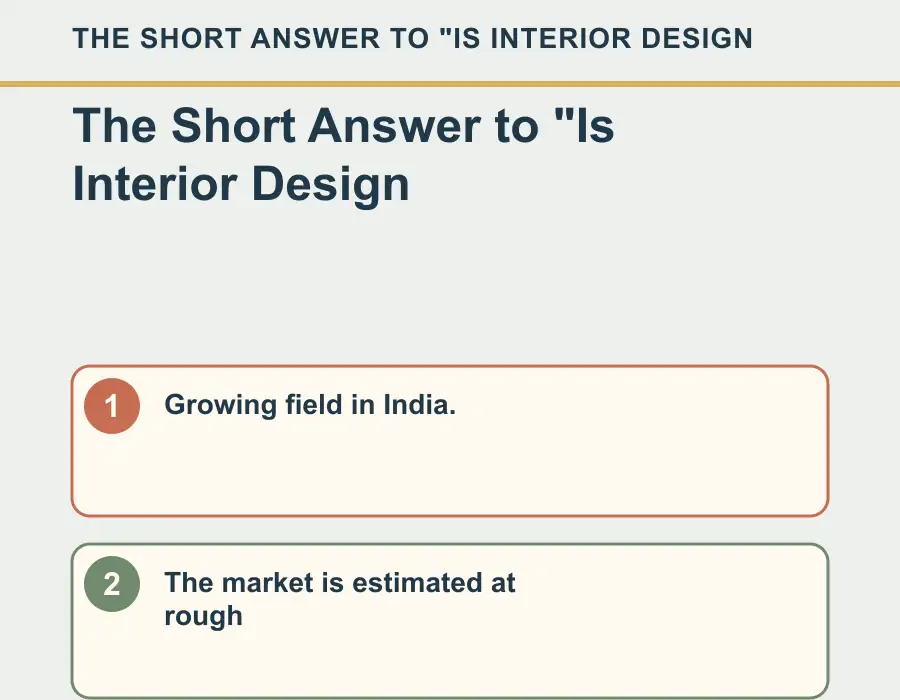 THE SHORT ANSWER TO "IS INTERIOR DESIGN
The Short Answer to "Is
Interior Design
1
Growing field in India.
2
The market is estimated at
rough